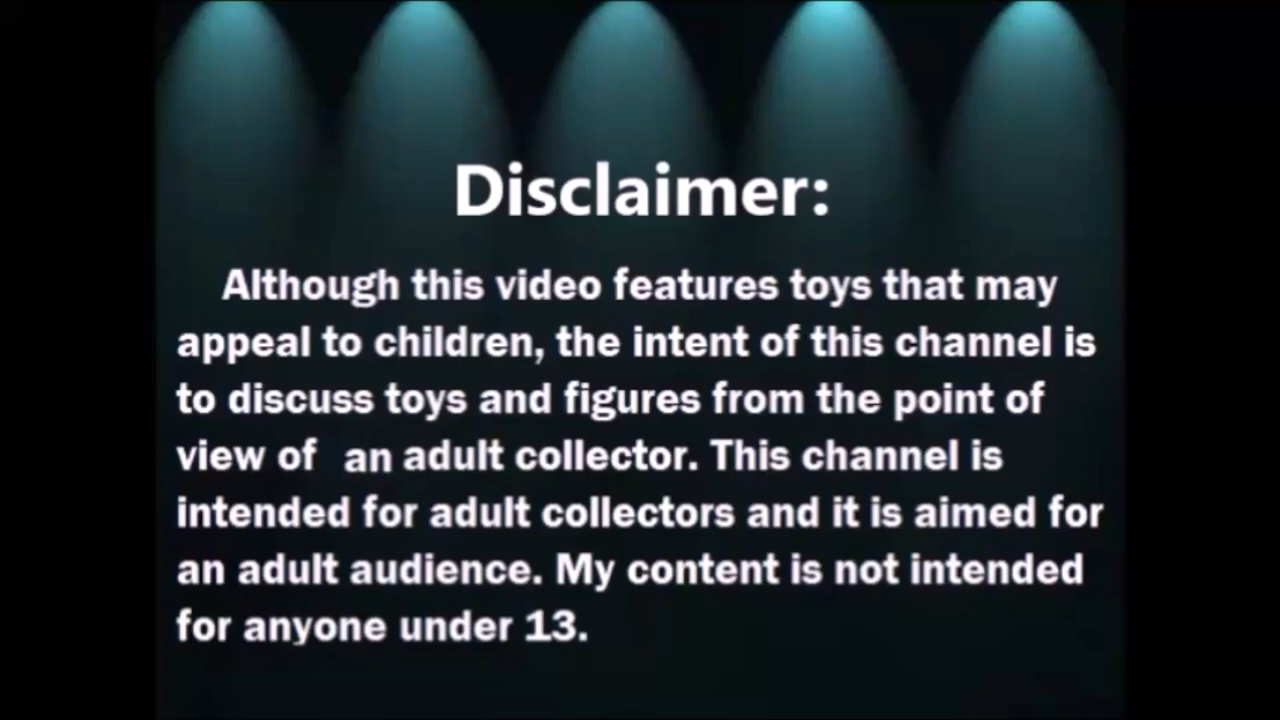 Disclaimer:
Although this video features toys that may
appeal to children, the intent of this channel is
to discuss toys and figures from the point of
view of an adult collector. This channel is
intended for adult collectors and it is aimed for
an adult audience. My content is not intended
for anyone under 13.